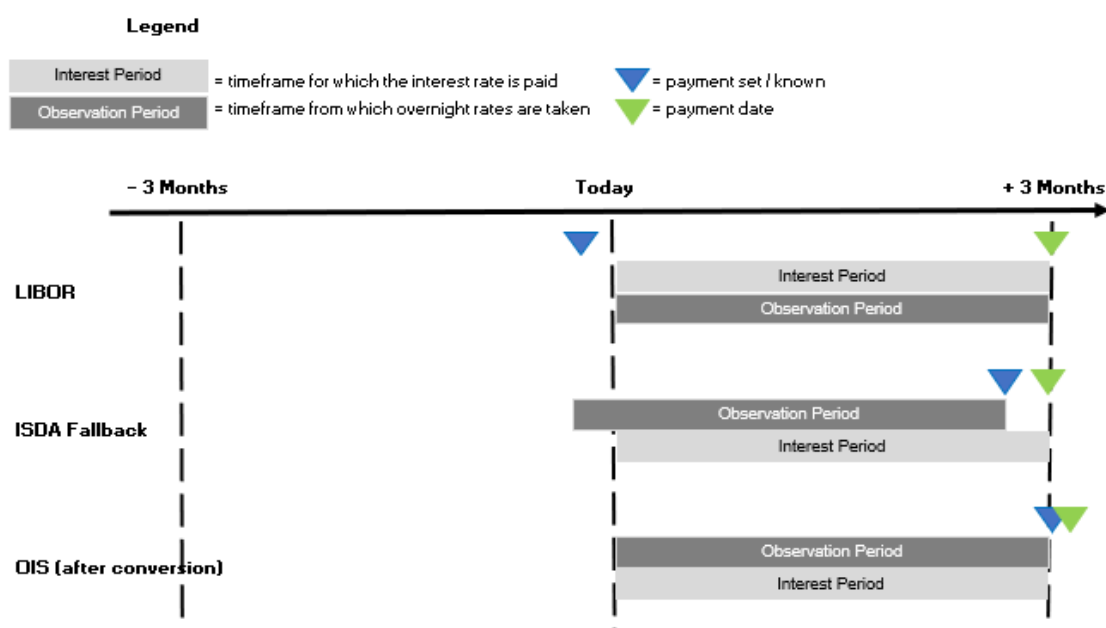 Legend
Interest Period = timeframe for which the interest rate is paid = payment set / known
Observation Period = timeframe from which overnight rates are taken = payment date
- 3 Months Today + 3 Months
LIBOR
Interest Period
Observation Period
ISDA Fallback
Observation Period
Interest Period
OIS (after conversion)
Observation Period
Interest Period